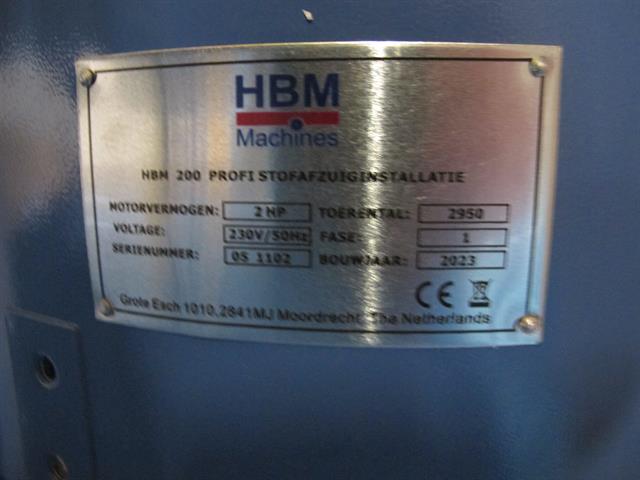 HBM
Machines
HBM 200 PROFI STOFAFZUIGINSTALLATIE
MOTORVERMOGEN: 2 HP TOERENTAL: 2950
VOLTAGE: 230V/50Hz FASE: 1
SERIENUMMER: 05 1102 BOUWJAAR: 2023
CE
Grote Esch 1010,2841MJ Moordrecht, The Netherlands